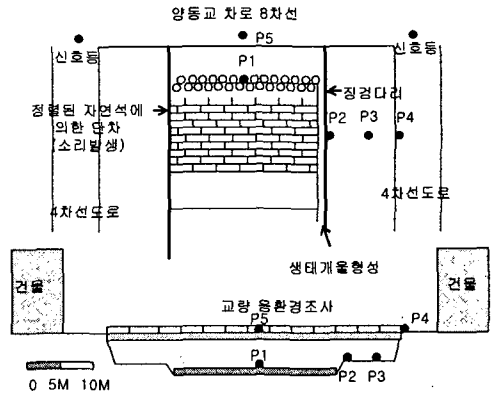 양동교 차로 8차선
P5
신호등
신호등
P1
징검다리
정렬된 자연석에
의한 단차
(소리발생)
P2 P3 P4
4차선도로
4차선도로
생태개울형성
건물
건물
교량 음환경조사
P5
P4
P1
P2 P3
0 5M 10M